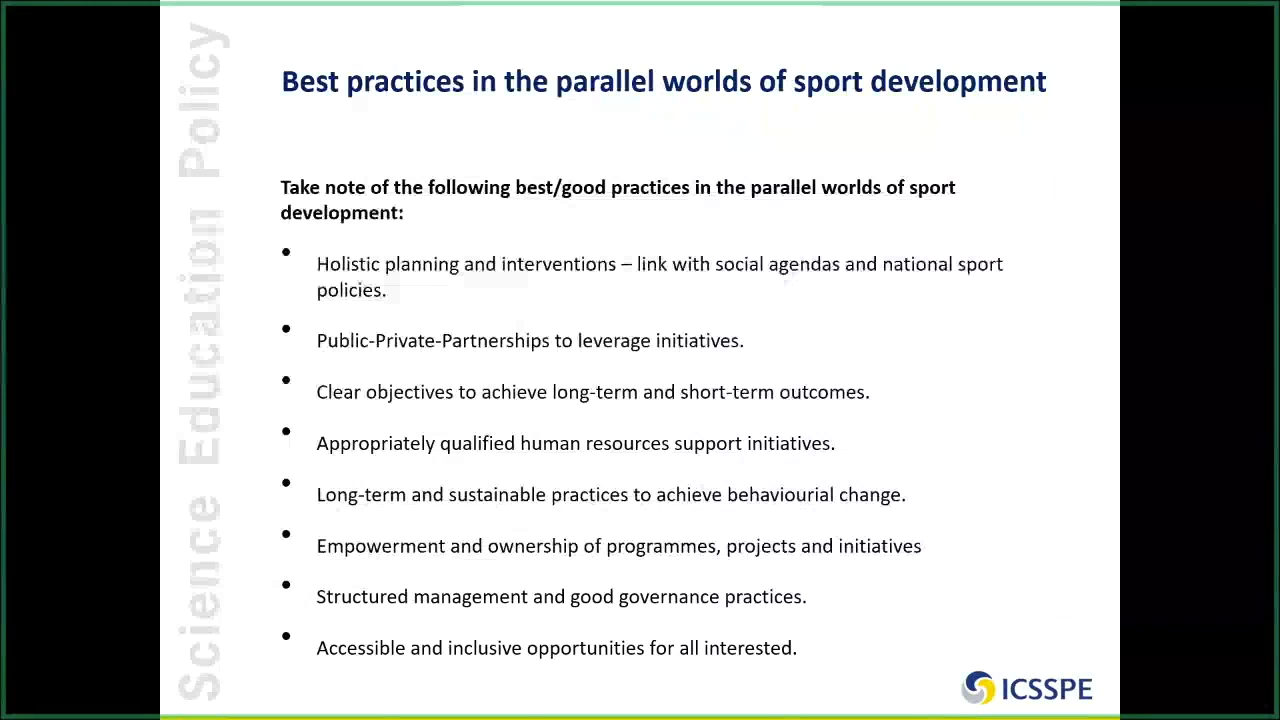 Best practices in the parallel worlds of sport development
Take note of the following best/good practices in the parallel worlds of sport
development:
• Holistic planning and interventions – link with social agendas and national sport
policies.
• Public-Private-Partnerships to leverage initiatives.
• Clear objectives to achieve long-term and short-term outcomes.
• Appropriately qualified human resources support initiatives.
• Long-term and sustainable practices to achieve behaviourial change.
• Empowerment and ownership of programmes, projects and initiatives
• Structured management and good governance practices.
• Accessible and inclusive opportunities for all interested.
Science Education Policy
ICSSPE